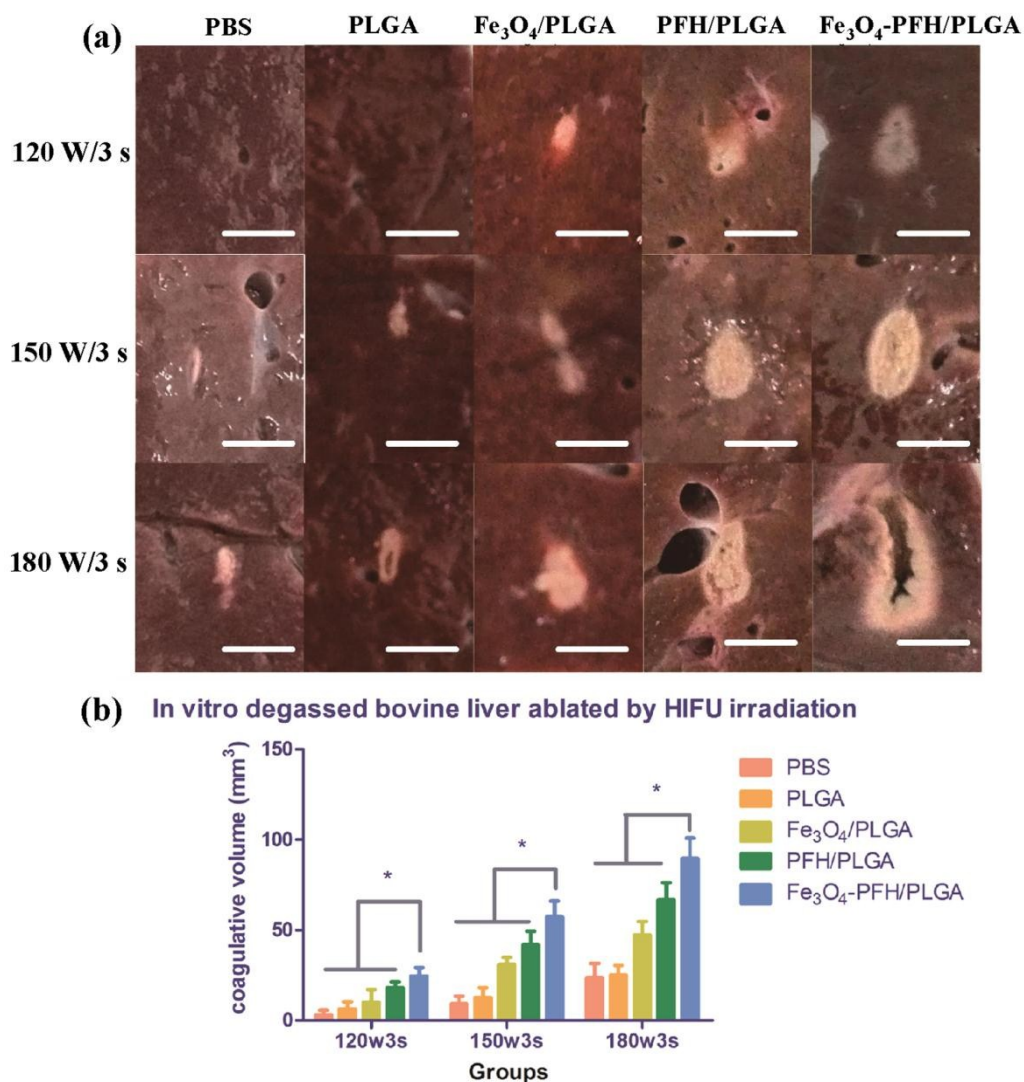 (a)
PBS PLGA Fe₃O₄/PLGA PFH/PLGA Fe₃O₄-PFH/PLGA
120 W/3 s
150 W/3 s
180 W/3 s
(b) In vitro degassed bovine liver ablated by HIFU irradiation
coagulative volume (mm³)
150
100
50
0
*
*
*
120w3s 150w3s 180w3s
Groups
PBS
PLGA
Fe₃O₄/PLGA
PFH/PLGA
Fe₃O₄-PFH/PLGA